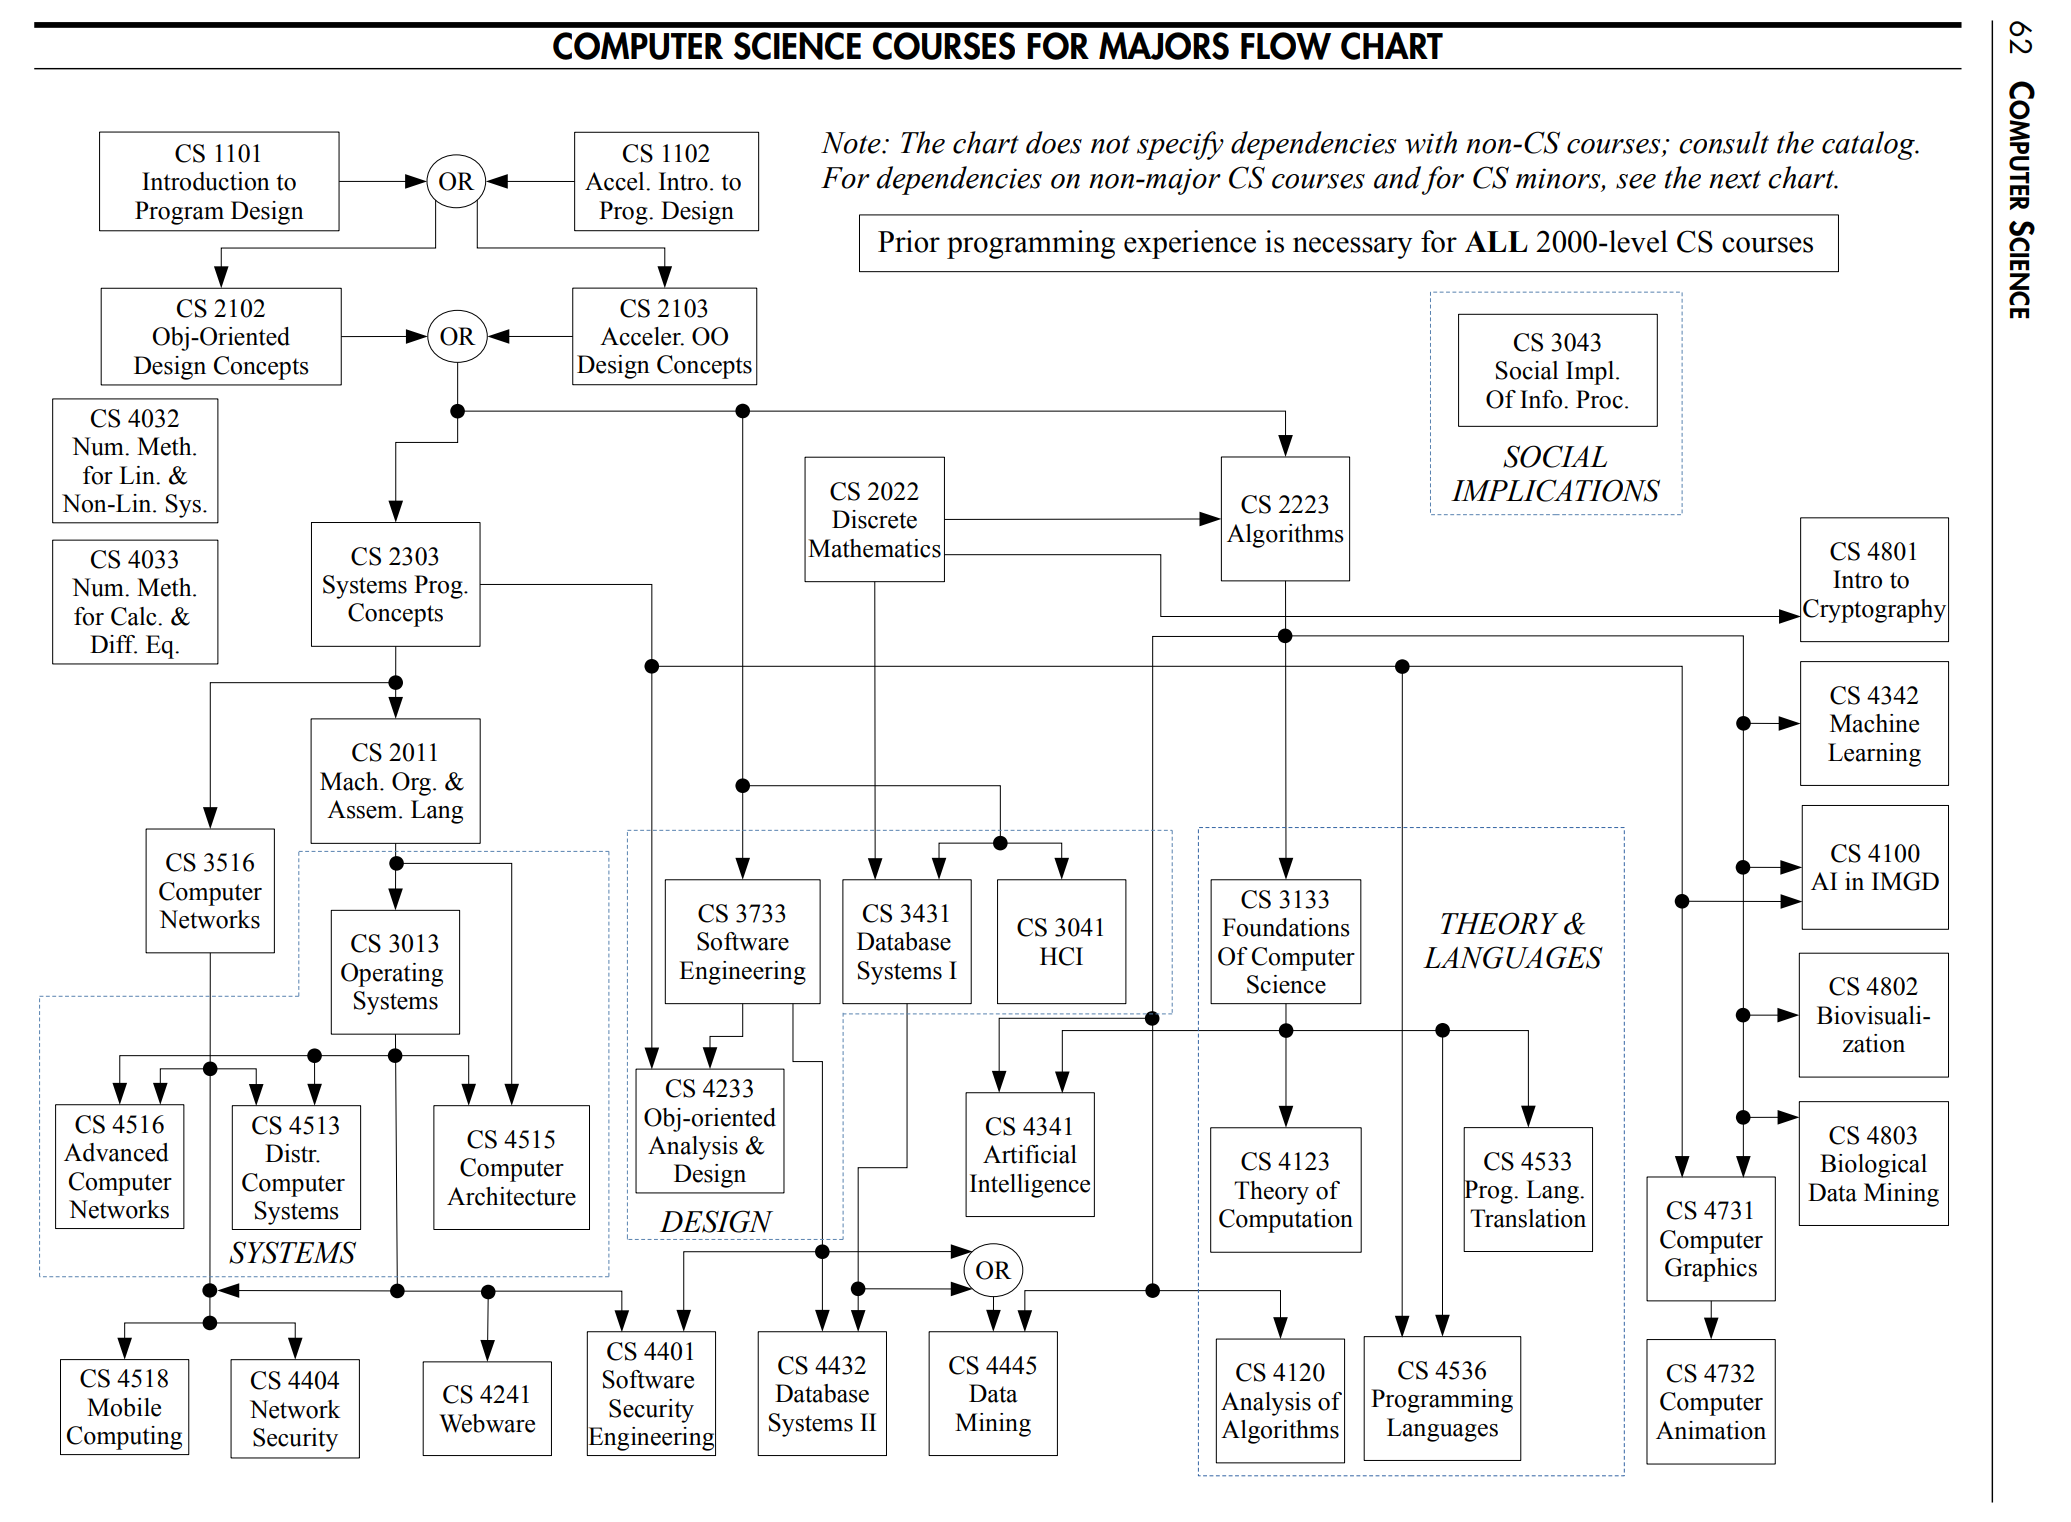 COMPUTER SCIENCE COURSES FOR MAJORS FLOW CHART
62 COMPUTER SCIENCE
Note: The chart does not specify dependencies with non-CS courses; consult the catalog.
For dependencies on non-major CS courses and for CS minors, see the next chart.
Prior programming experience is necessary for ALL 2000-level CS courses
CS 1101
Introduction to
Program Design
OR
CS 1102
Accel. Intro. to
Prog. Design
CS 2102
Obj-Oriented
Design Concepts
OR
CS 2103
Acceler. OO
Design Concepts
CS 3043
Social Impl.
Of Info. Proc.
SOCIAL
IMPLICATIONS
CS 4032
Num. Meth.
for Lin. &
Non-Lin. Sys.
CS 4033
Num. Meth.
for Calc. &
Diff. Eq.
CS 2303
Systems Prog.
Concepts
CS 2022
Discrete
Mathematics
CS 2223
Algorithms
CS 4801
Intro to
Cryptography
CS 4342
Machine
Learning
CS 2011
Mach. Org. &
Assem. Lang
CS 3516
Computer
Networks
CS 3013
Operating
Systems
CS 3733
Software
Engineering
CS 3431
Database
Systems I
CS 3041
HCI
CS 3133
Foundations
Of Computer
Science
THEORY &
LANGUAGES
CS 4100
AI in IMGD
CS 4802
Biovisuali-
zation
CS 4803
Biological
Data Mining
CS 4516
Advanced
Computer
Networks
CS 4513
Distr.
Computer
Systems
CS 4515
Computer
Architecture
SYSTEMS
CS 4233
Obj-oriented
Analysis &
Design
DESIGN
CS 4341
Artificial
Intelligence
CS 4123
Theory of
Computation
CS 4533
Prog. Lang.
Translation
CS 4731
Computer
Graphics
OR
CS 4518
Mobile
Computing
CS 4404
Network
Security
CS 4241
Webware
CS 4401
Software
Security
Engineering
CS 4432
Database
Systems II
CS 4445
Data
Mining
CS 4120
Analysis of
Algorithms
CS 4536
Programming
Languages
CS 4732
Computer
Animation